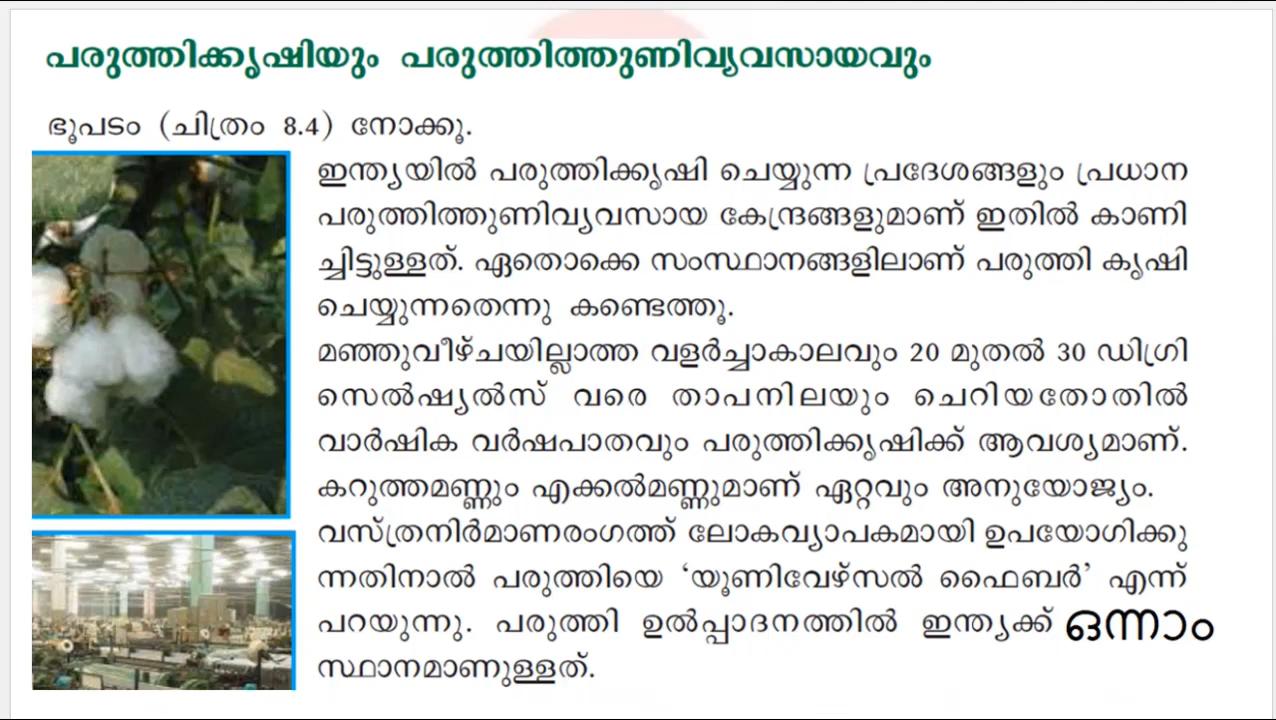 പരുത്തിക്കൃഷിയും പരുത്തിത്തുണിവ്യവസായവും
ഭൂപടം (ചിത്രം 8.4) നോക്കൂ.
ഇന്ത്യയിൽ പരുത്തിക്കൃഷി ചെയ്യുന്ന പ്രദേശങ്ങളും പ്രധാന
പരുത്തിത്തുണിവ്യവസായ കേന്ദ്രങ്ങളുമാണ് ഇതിൽ കാണി
ച്ചിട്ടുള്ളത്. ഏതൊക്കെ സംസ്ഥാനങ്ങളിലാണ് പരുത്തി കൃഷി
ചെയ്യുന്നതെന്നു കണ്ടെത്തൂ.
മഞ്ഞുവീഴ്ചയില്ലാത്ത വളർച്ചാകാലവും 20 മുതൽ 30 ഡിഗ്രി
സെൽഷ്യൽസ് വരെ താപനിലയും ചെറിയതോതിൽ
വാർഷിക വർഷപാതവും പരുത്തിക്കൃഷിക്ക് ആവശ്യമാണ്.
കറുത്തമണ്ണും എക്കൽമണ്ണുമാണ് ഏറ്റവും അനുയോജ്യം.
വസ്ത്രനിർമാണരംഗത്ത് ലോകവ്യാപകമായി ഉപയോഗിക്കു
ന്നതിനാൽ പരുത്തിയെ ‘യൂണിവേഴ്സൽ ഫൈബർ’ എന്ന്
പറയുന്നു. പരുത്തി ഉൽപ്പാദനത്തിൽ ഇന്ത്യക്ക് ഒന്നാം
സ്ഥാനമാണുള്ളത്.